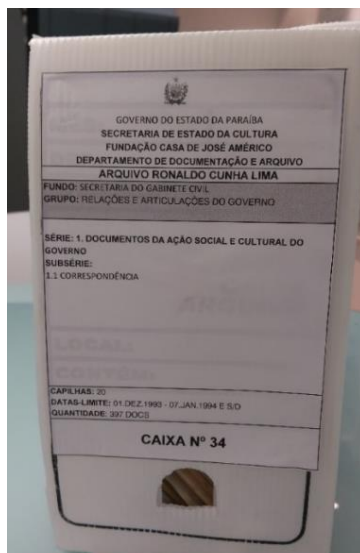 GOVERNO DO ESTADO DA PARAÍBA
SECRETARIA DE ESTADO DA CULTURA
FUNDAÇÃO CASA DE JOSÉ AMÉRICO
DEPARTAMENTO DE DOCUMENTAÇÃO E ARQUIVO
ARQUIVO RONALDO CUNHA LIMA
FUNDO: SECRETARIA DO GABINETE CIVIL
GRUPO: RELAÇÕES E ARTICULAÇÕES DO GOVERNO
SÉRIE: 1. DOCUMENTOS DA AÇÃO SOCIAL E CULTURAL DO
GOVERNO
SUBSÉRIE:
1.1 CORRESPONDÊNCIA
LOCAL:
CONTÉM:
CAPILHAS: 20
DATAS-LIMITE: 01.DEZ.1993 - 07.JAN.1994 E S/D
QUANTIDADE: 397 DOCS
CAIXA Nº 34